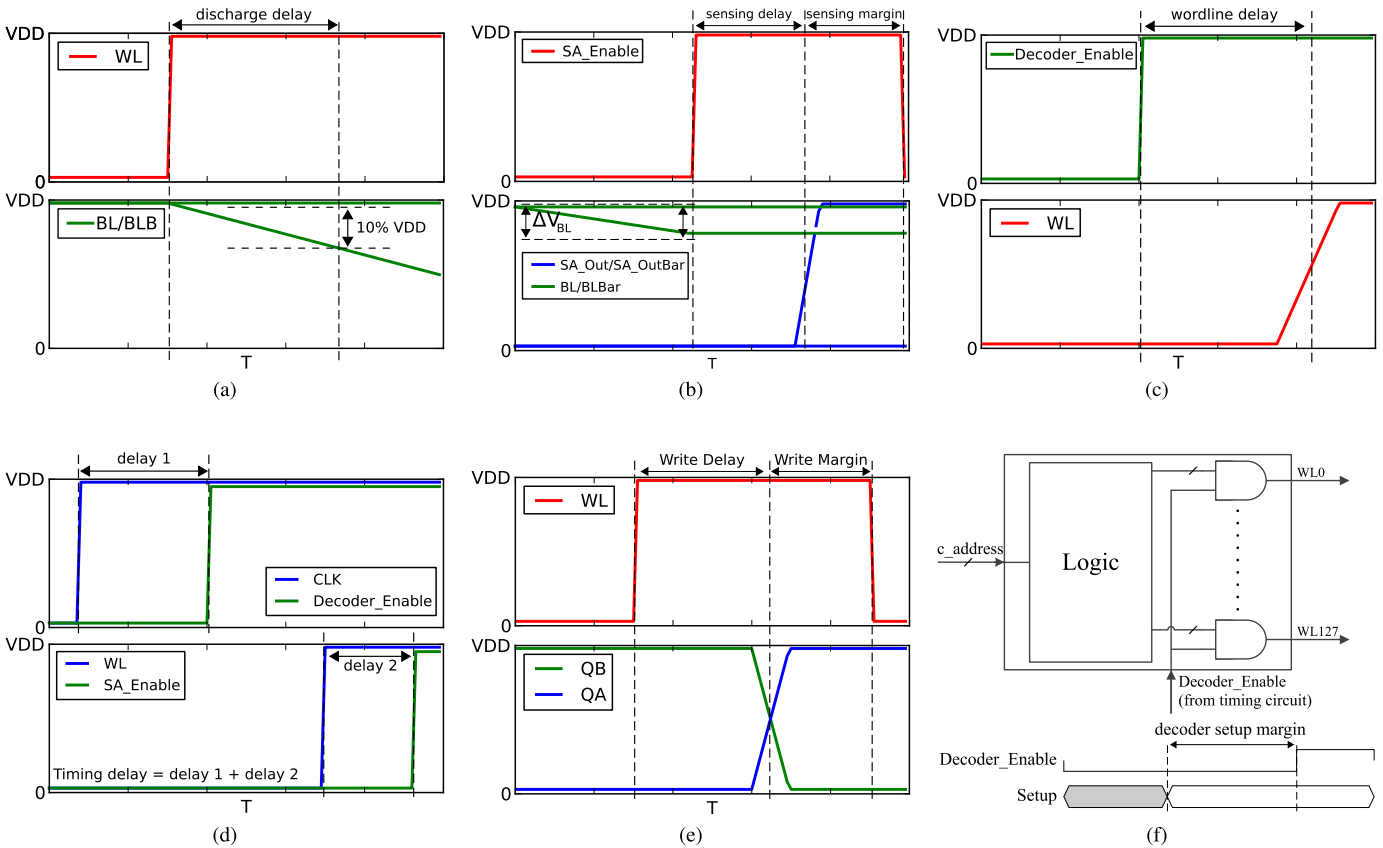 discharge delay
VDD
WL
0
VDD
BL/BLB
10% VDD
0
T
(a)
sensing delay
sensing margin
VDD
SA_Enable
0
VDD
ΔVBL
SA_Out/SA_OutBar
BL/BLBar
0
T
(b)
wordline delay
VDD
Decoder_Enable
0
VDD
WL
0
T
(c)
delay 1
VDD
CLK
Decoder_Enable
0
VDD
WL
SA_Enable
delay 2
Timing delay = delay 1 + delay 2
0
T
(d)
Write Delay
Write Margin
VDD
WL
0
VDD
QB
QA
0
T
(e)
WL0
c_address
Logic
WL127
Decoder_Enable
(from timing circuit)
decoder setup margin
Decoder_Enable
Setup
(f)